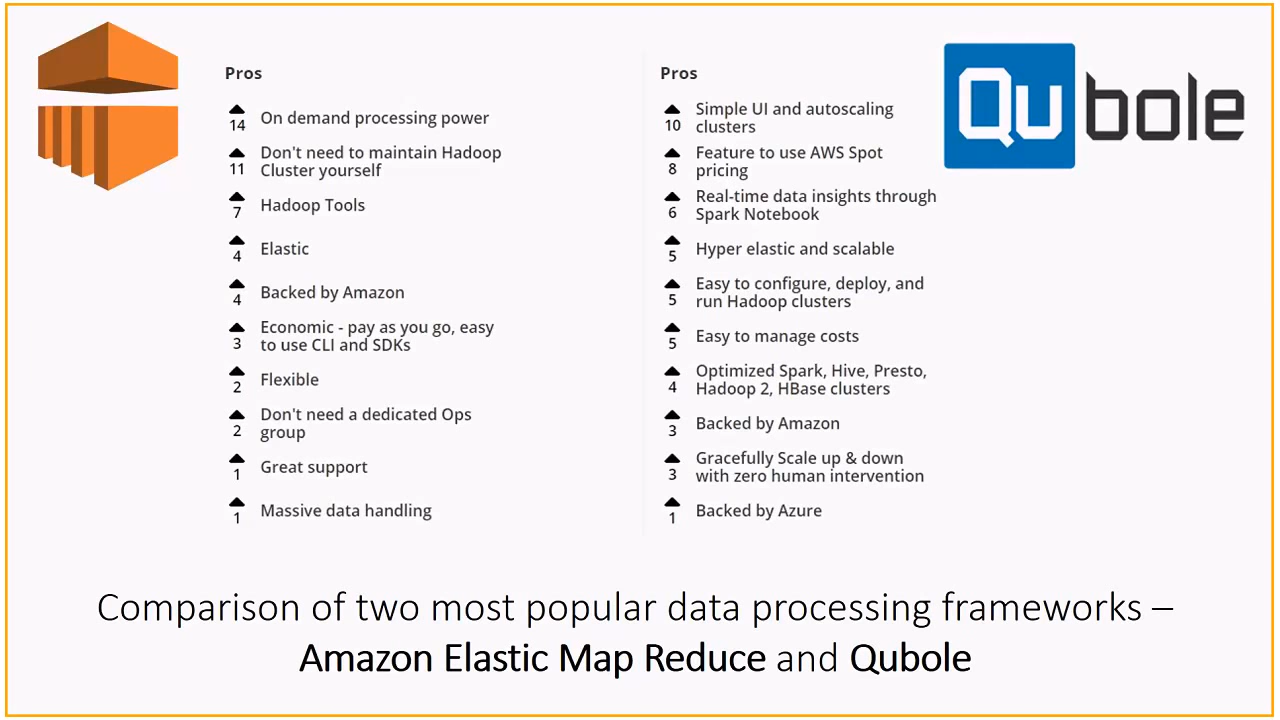 Pros
14
On demand processing power
11
Don't need to maintain Hadoop
Cluster yourself
7
Hadoop Tools
4
Elastic
4
Backed by Amazon
3
Economic - pay as you go, easy
to use CLI and SDKs
2
Flexible
2
Don't need a dedicated Ops
group
1
Great support
1
Massive data handling
Pros
10
Simple UI and autoscaling
clusters
8
Feature to use AWS Spot
pricing
6
Real-time data insights through
Spark Notebook
5
Hyper elastic and scalable
5
Easy to configure, deploy, and
run Hadoop clusters
5
Easy to manage costs
4
Optimized Spark, Hive, Presto,
Hadoop 2, HBase clusters
3
Backed by Amazon
3
Gracefully Scale up & down
with zero human intervention
1
Backed by Azure
Qubole
Comparison of two most popular data processing frameworks –
Amazon Elastic Map Reduce and Qubole